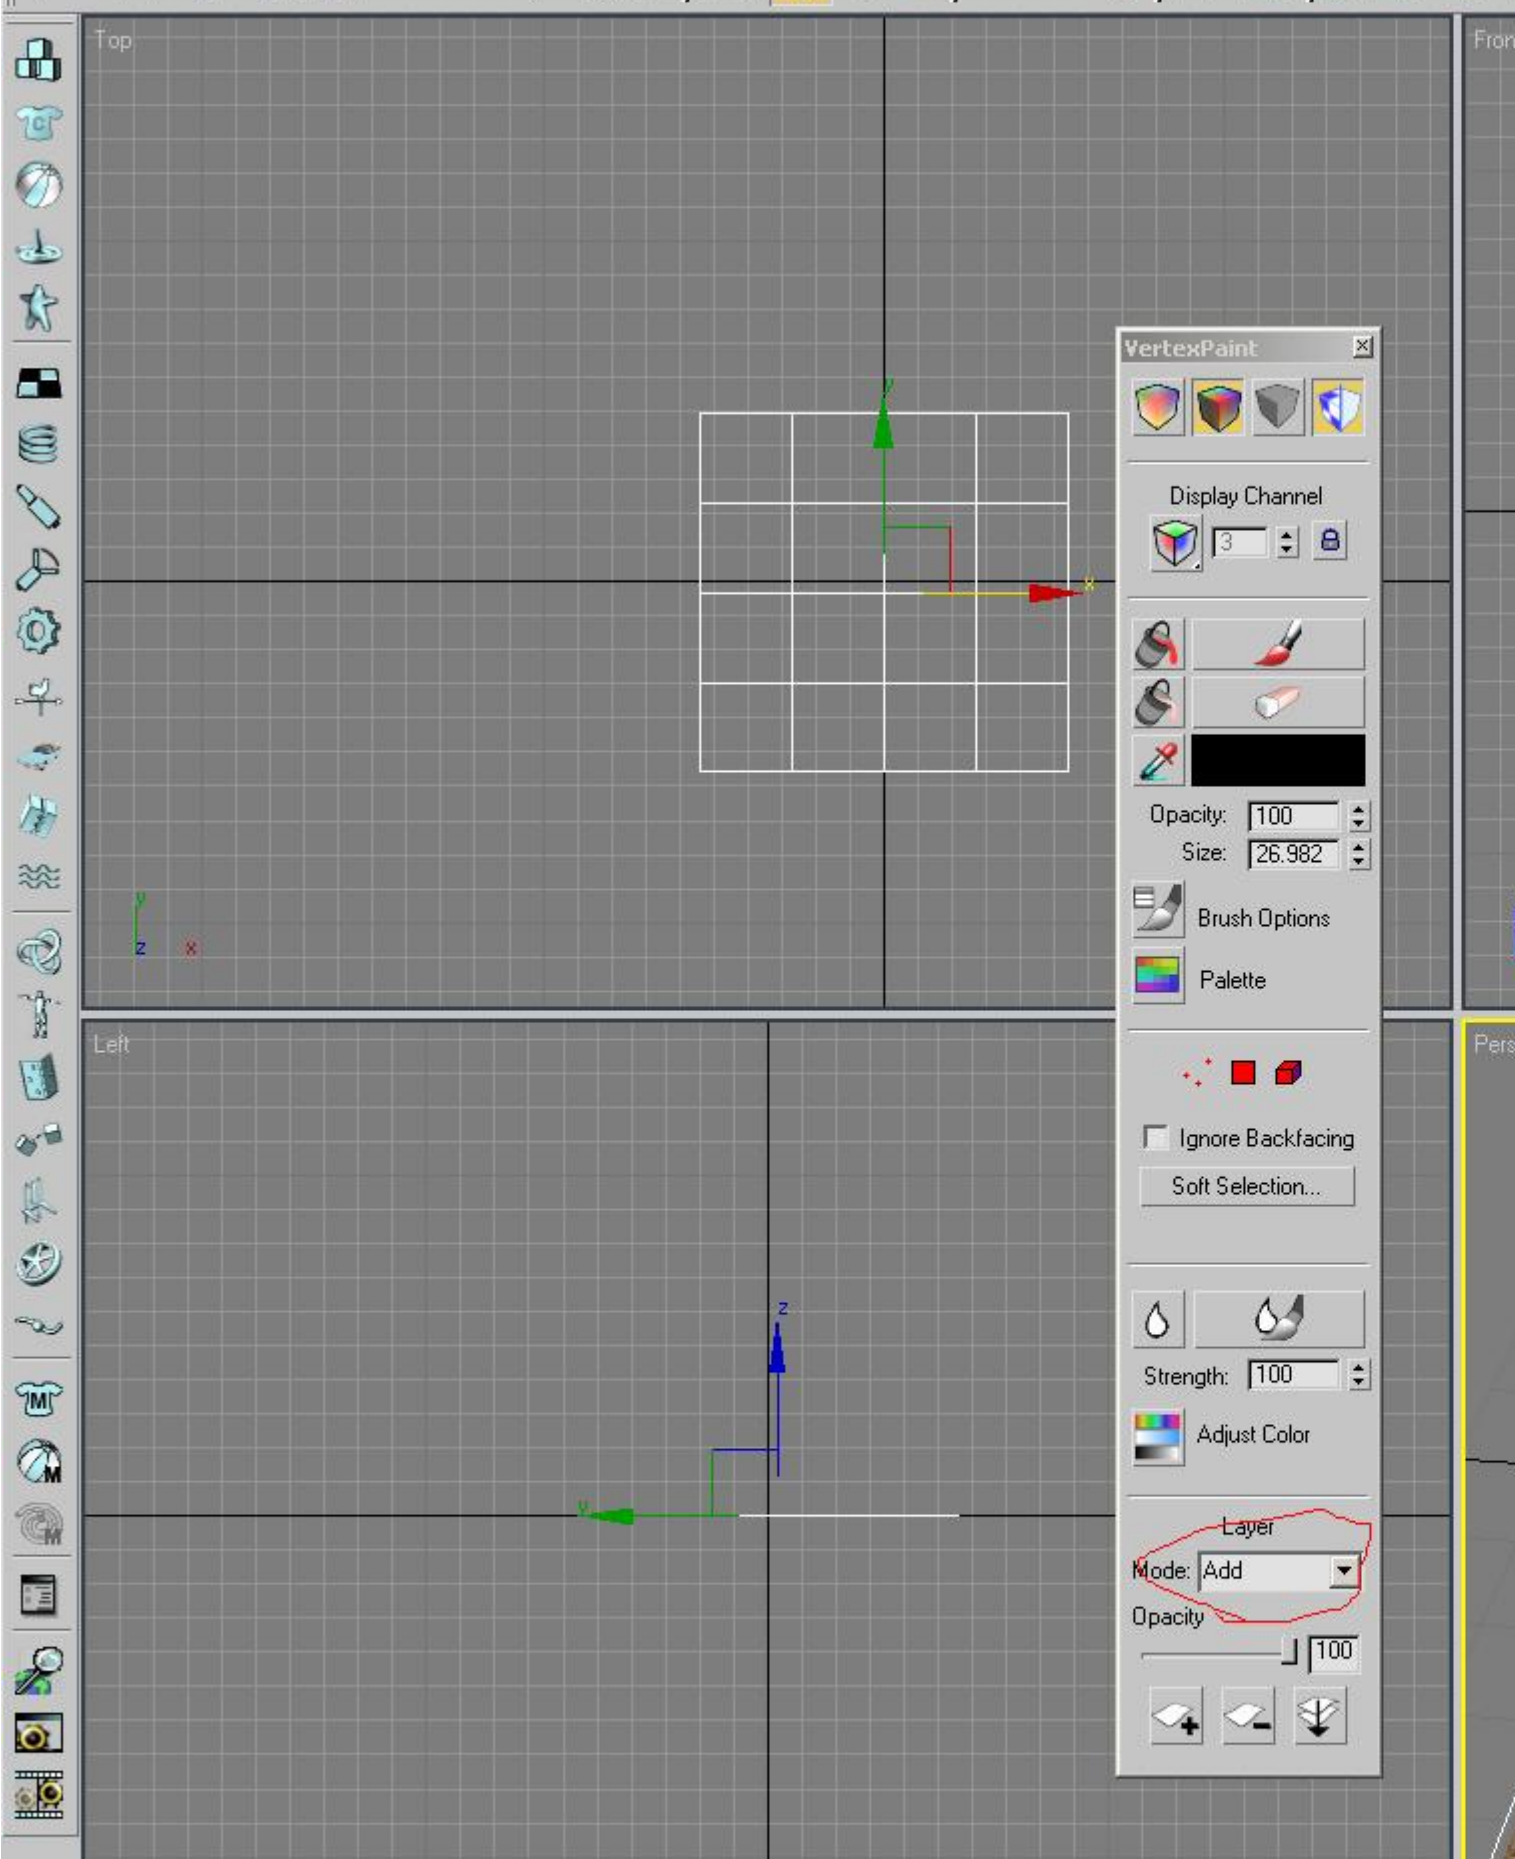 Top
Fron
y
x
y
z x
VertexPaint
Display Channel
3
Opacity: 100
Size: 26.982
Brush Options
Palette
Left
Pers
Ignore Backfacing
Soft Selection...
z
y
Strength: 100
Adjust Color
Layer
Mode: Add
Opacity
100
C
M
M
M